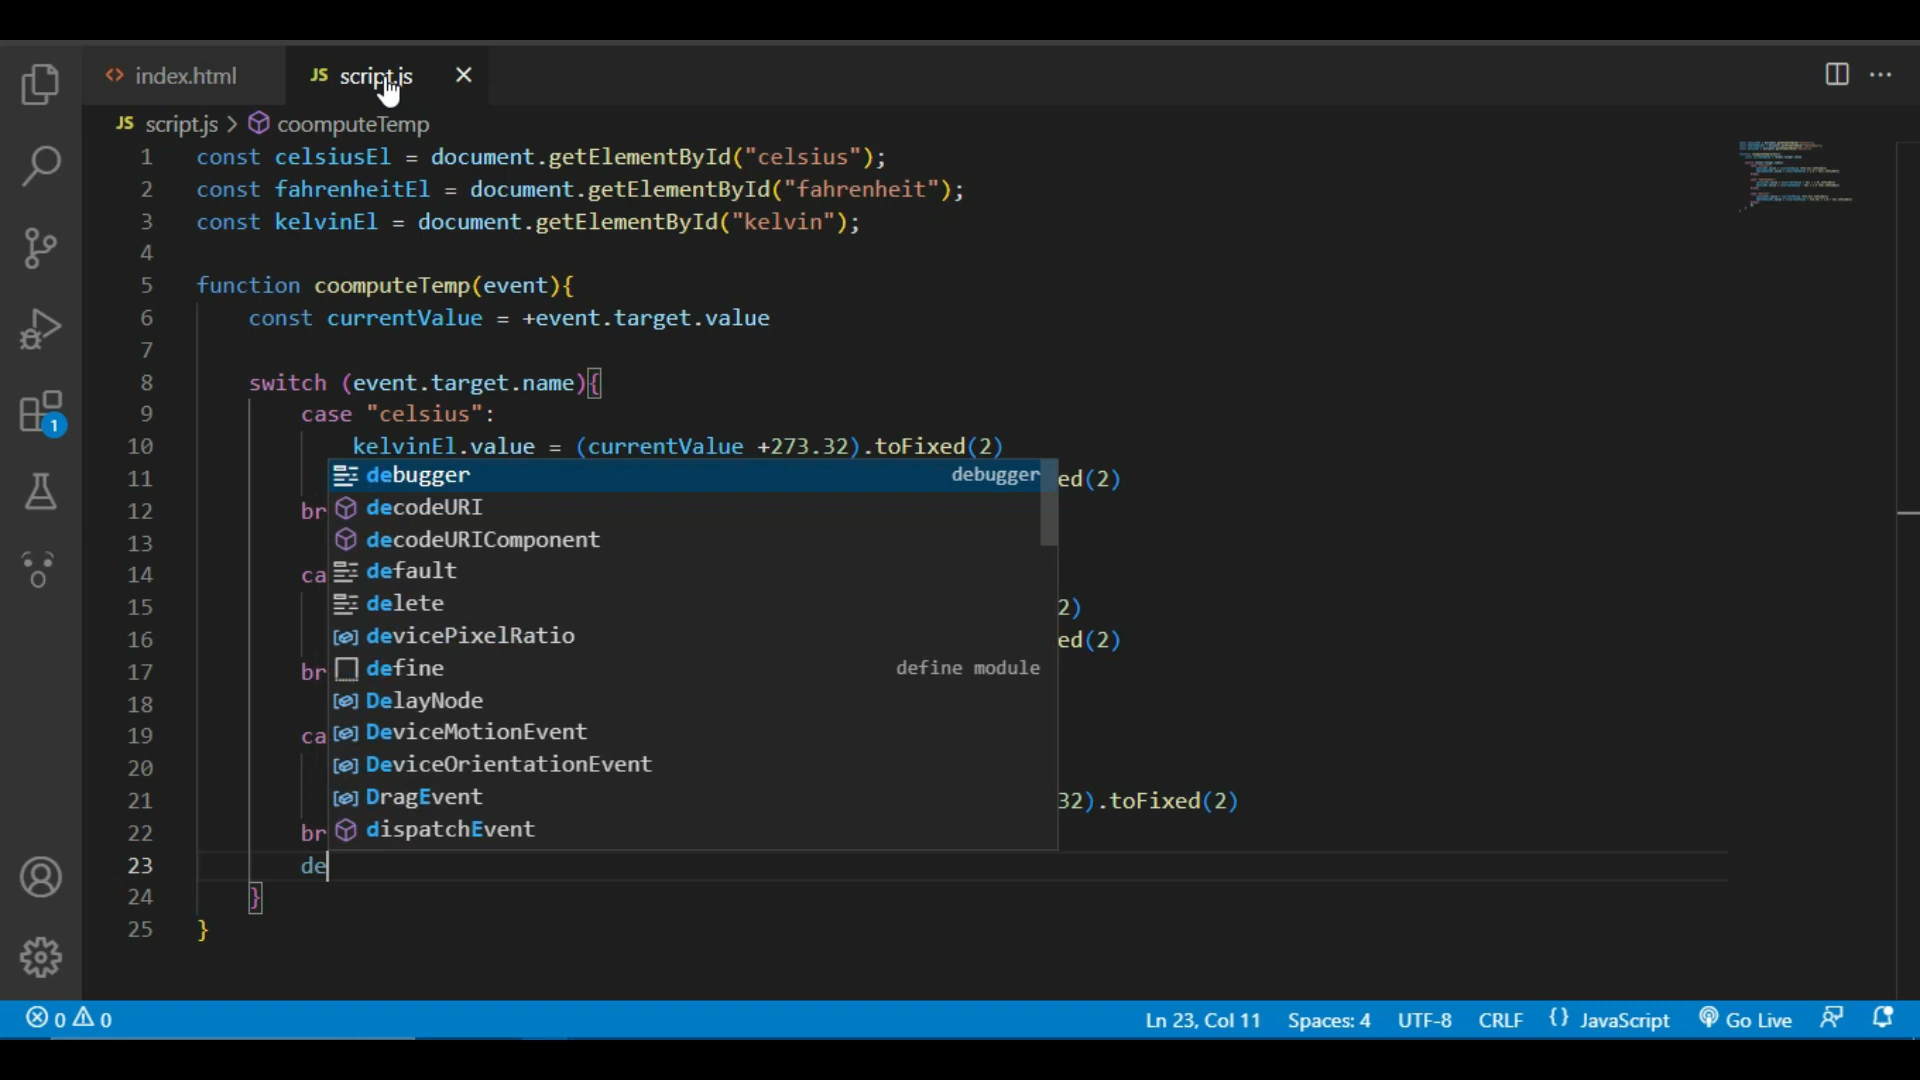 <> index.html JS script.js ×
JS script.js > coomputeTemp
1 const celsiusEl = document.getElementById("celsius");
2 const fahrenheitEl = document.getElementById("fahrenheit");
3 const kelvinEl = document.getElementById("kelvin");
4
5 function coomputeTemp(event){
6 const currentValue = +event.target.value
7
8 switch (event.target.name){
9 case "celsius":
10 kelvinEl.value = (currentValue +273.32).toFixed(2)
debugger debugger
11 ed(2)
decodeURI
12 br
decodeURIComponent
13
default
14 ca
delete
15 2)
devicePixelRatio
16 ed(2)
define define module
17 br
DelayNode
18
DeviceMotionEvent
19 ca
DeviceOrientationEvent
20
DragEvent
21 32).toFixed(2)
dispatchEvent
22 br
23 de
24 }
25 }
1
0 0 Ln 23, Col 11 Spaces: 4 UTF-8 CRLF {} JavaScript Go Live